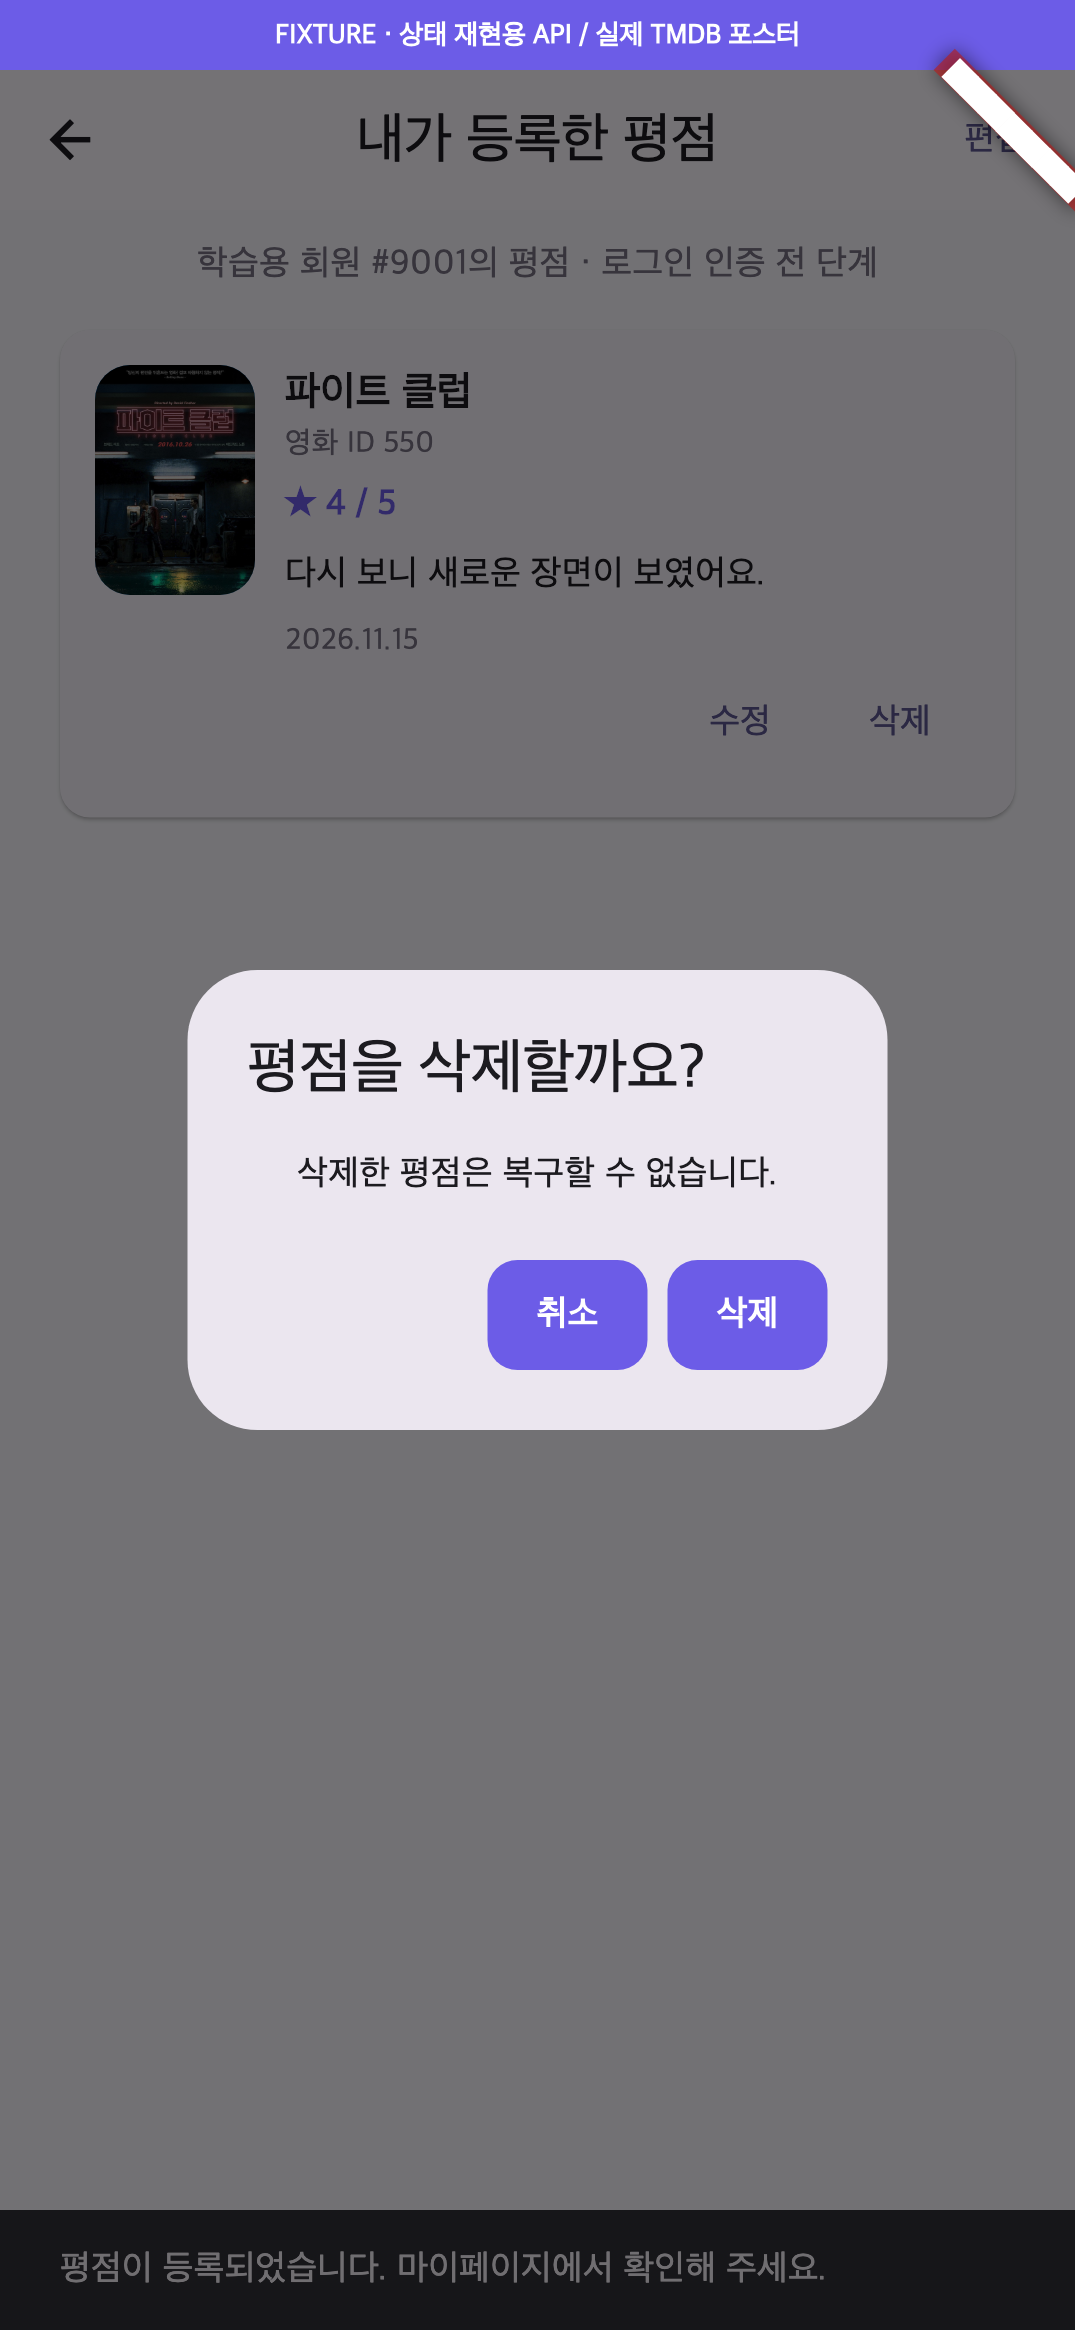 FIXTURE · 상태 재현용 API / 실제 TMDB 포스터
내가 등록한 평점
학습용 회원 #9001의 평점 · 로그인 인증 전 단계
파이트 클럽
파이트 클럽
영화 ID 550
★ 4 / 5
다시 보니 새로운 장면이 보였어요.
2026.11.15
수정 삭제
평점을 삭제할까요?
삭제한 평점은 복구할 수 없습니다.
취소 삭제
평점이 등록되었습니다. 마이페이지에서 확인해 주세요.